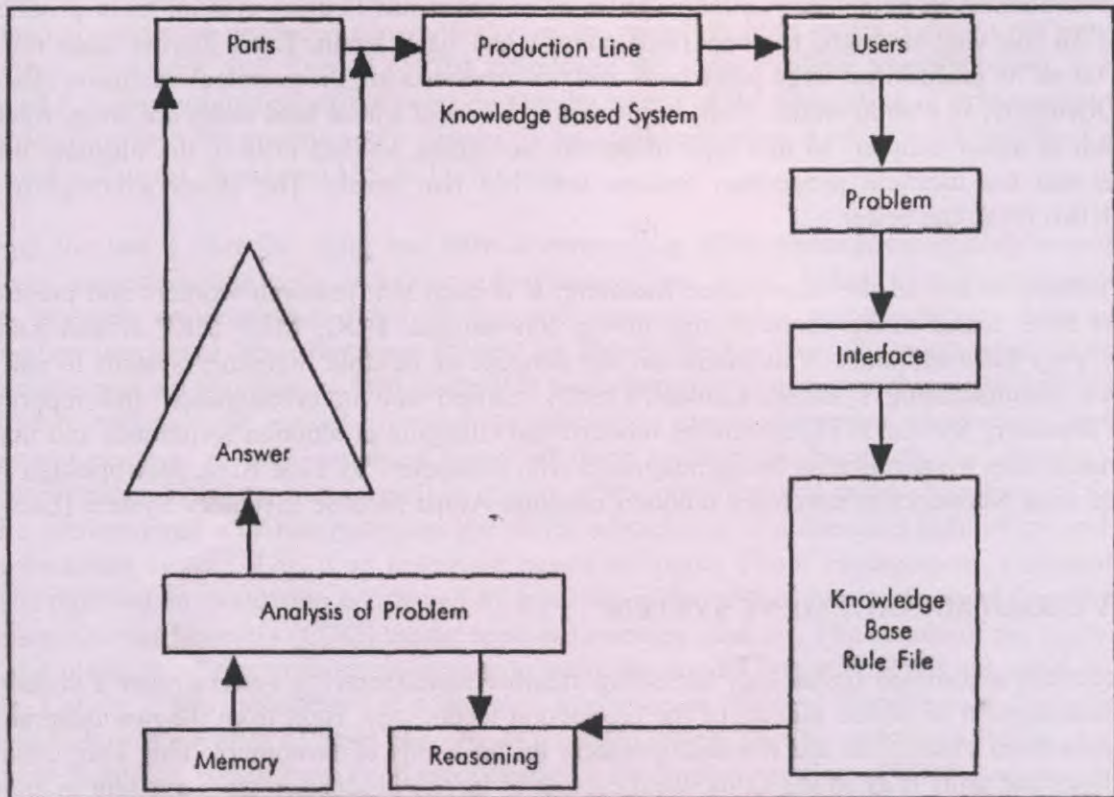 Parts
Production Line
Users
Knowledge Based System
Problem
Interface
Answer
Knowledge
Base
Rule File
Analysis of Problem
Memory
Reasoning